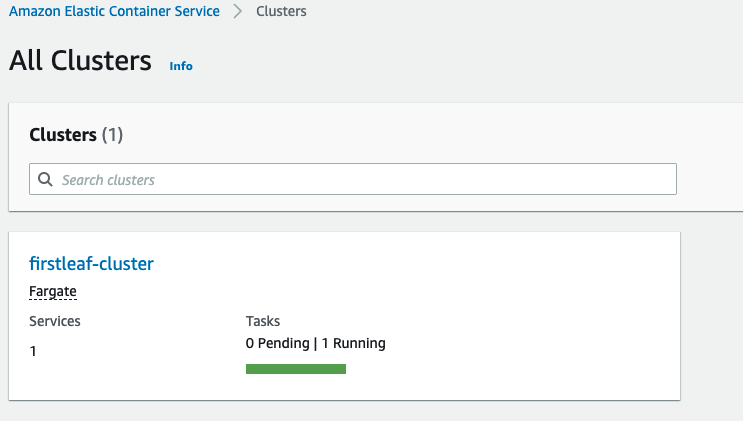 Amazon Elastic Container Service > Clusters
All Clusters Info
Clusters (1)
Search clusters
firstleaf-cluster
Fargate
Services Tasks
0 Pending | 1 Running
1